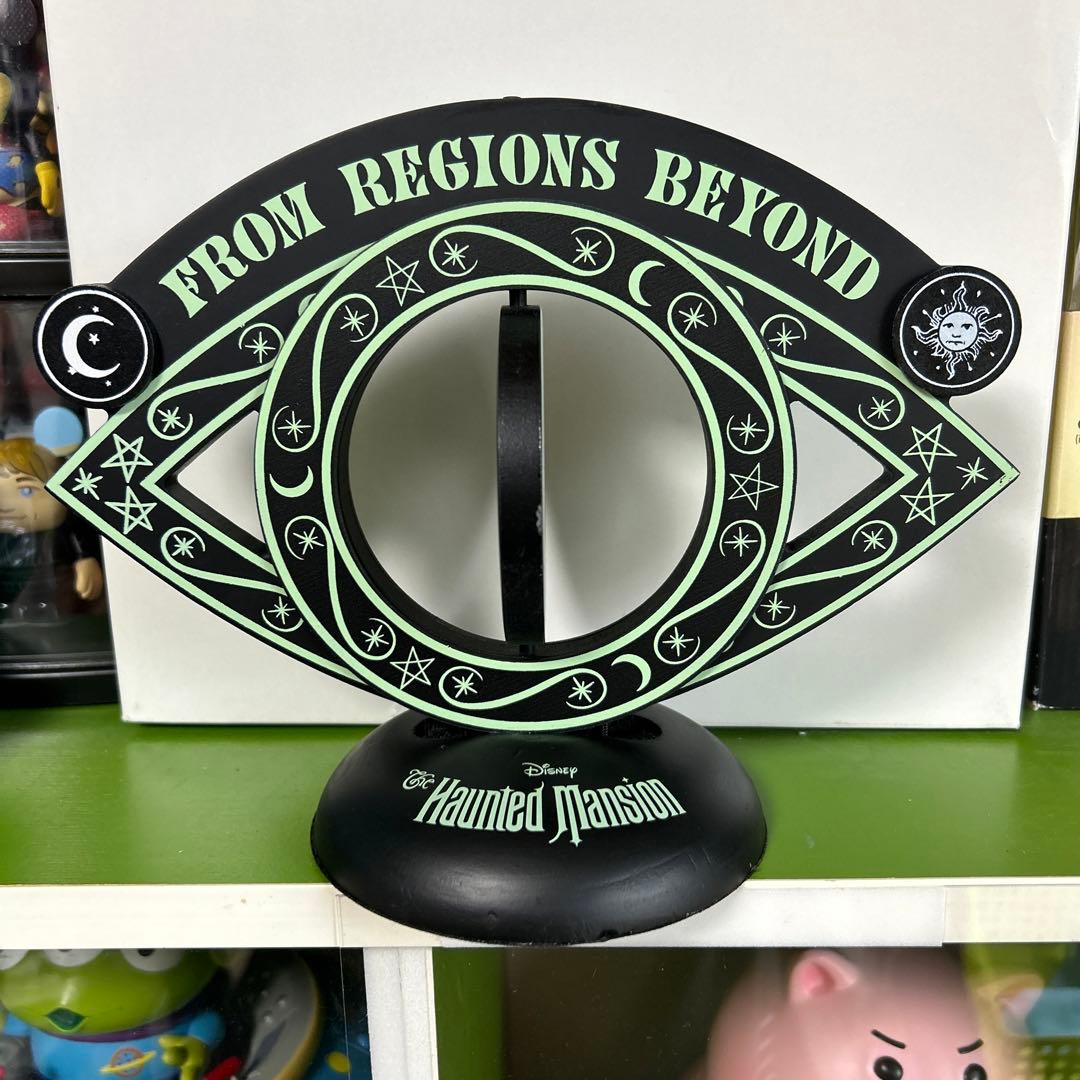 FROM REGIONS BEYOND
Disney
The Haunted Mansion